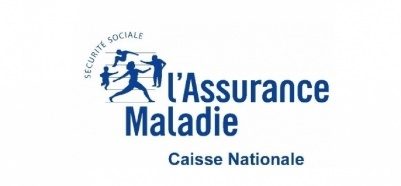 SÉCURITÉ SOCIALE
l'Assurance
Maladie
Caisse Nationale